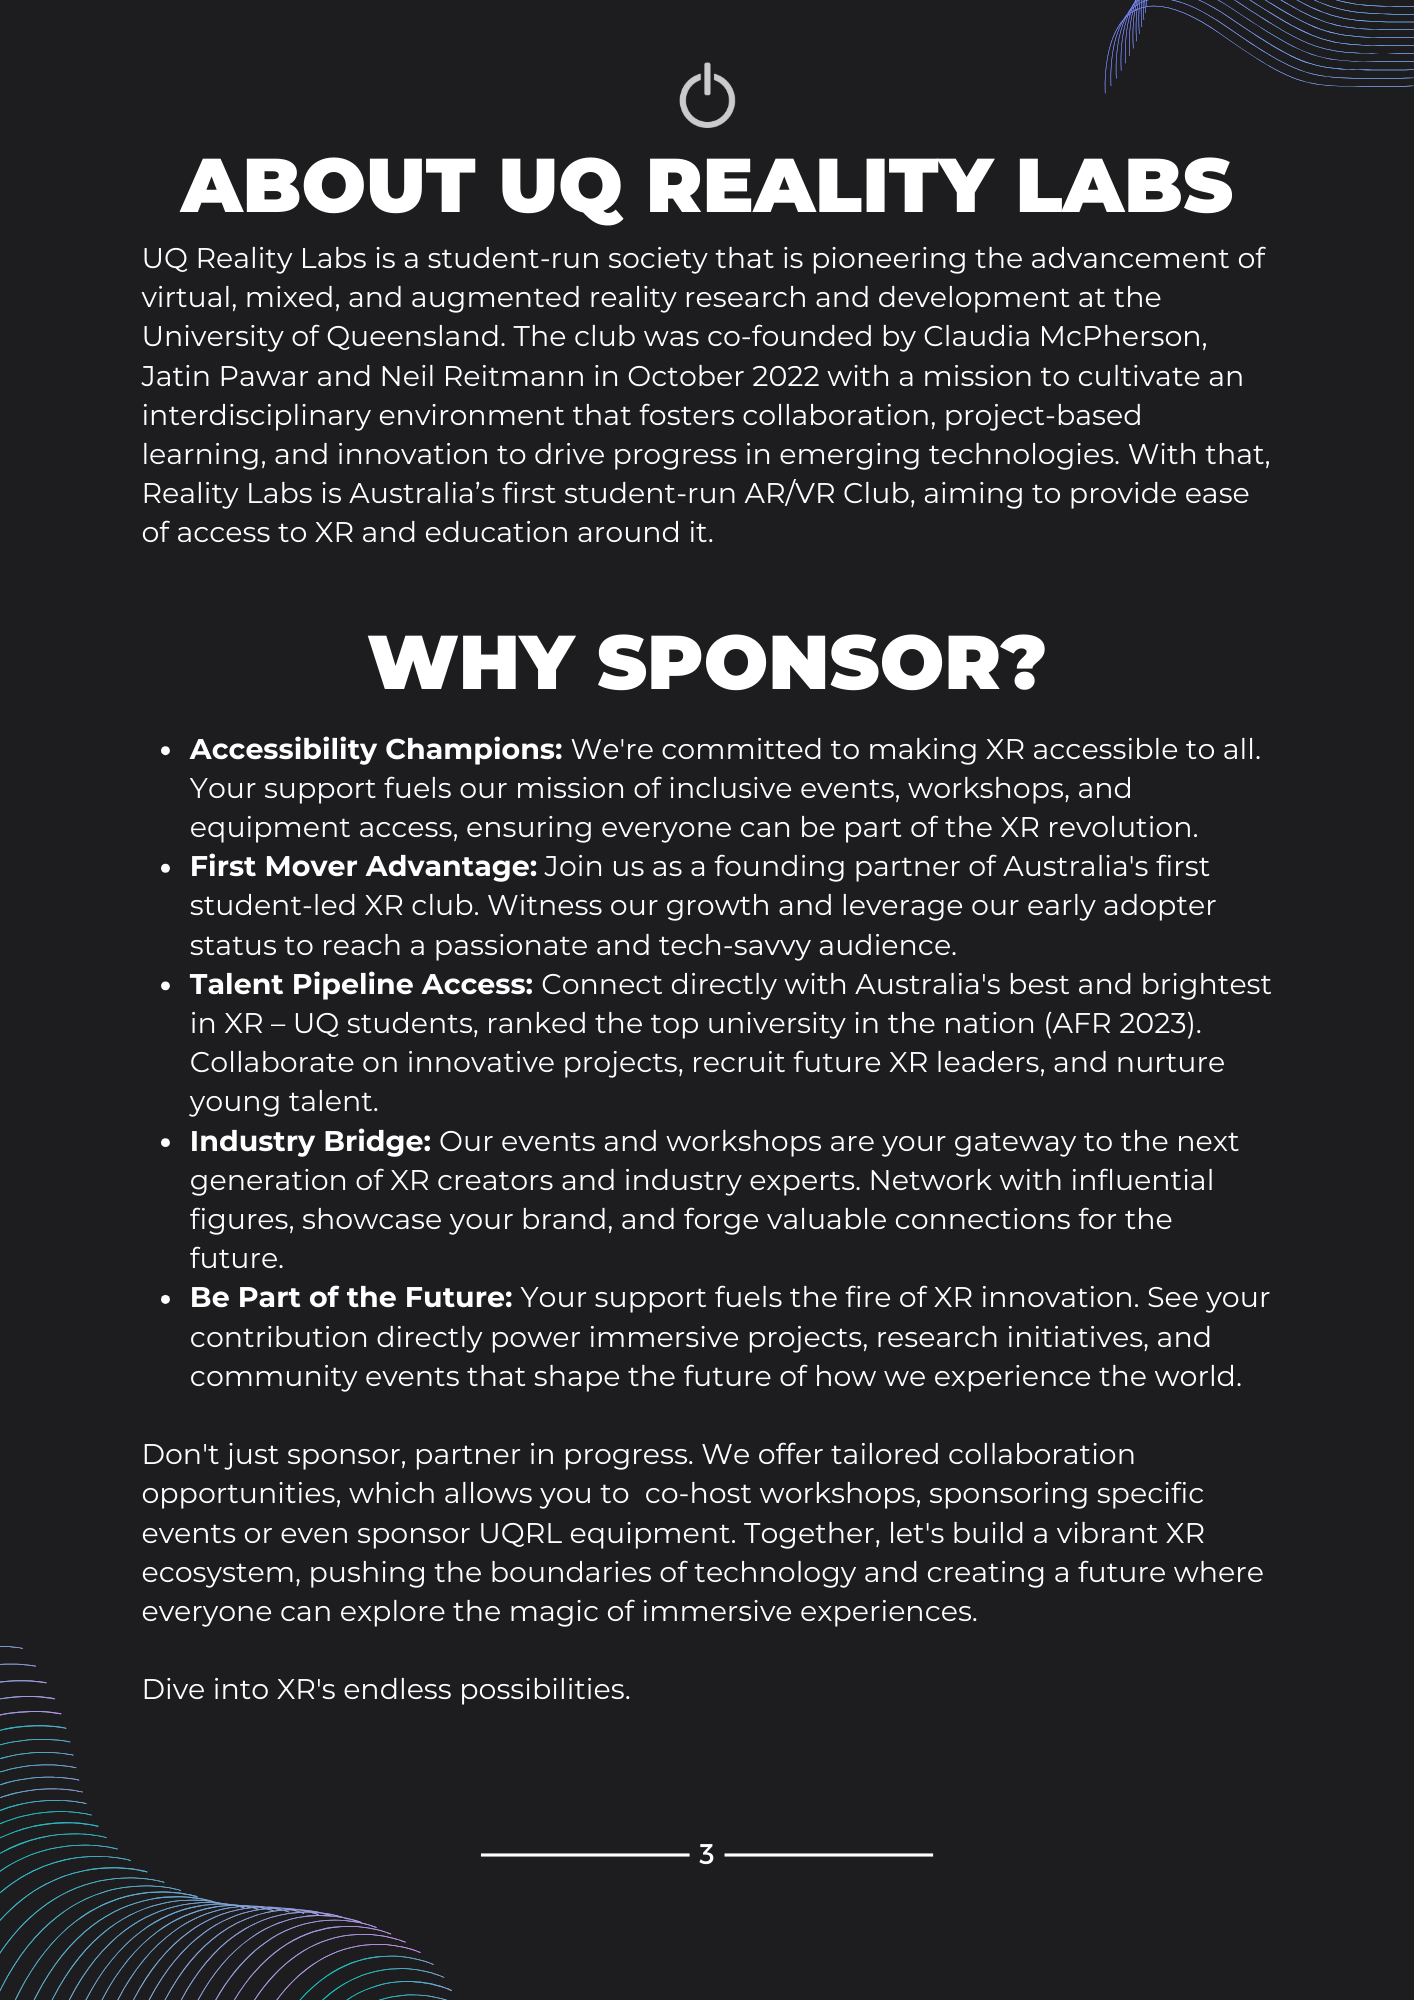 ABOUT UQ REALITY LABS
UQ Reality Labs is a student-run society that is pioneering the advancement of
virtual, mixed, and augmented reality research and development at the
University of Queensland. The club was co-founded by Claudia McPherson,
Jatin Pawar and Neil Reitmann in October 2022 with a mission to cultivate an
interdisciplinary environment that fosters collaboration, project-based
learning, and innovation to drive progress in emerging technologies. With that,
Reality Labs is Australia’s first student-run AR/VR Club, aiming to provide ease
of access to XR and education around it.
WHY SPONSOR?
• Accessibility Champions: We're committed to making XR accessible to all.
Your support fuels our mission of inclusive events, workshops, and
equipment access, ensuring everyone can be part of the XR revolution.
• First Mover Advantage: Join us as a founding partner of Australia's first
student-led XR club. Witness our growth and leverage our early adopter
status to reach a passionate and tech-savvy audience.
• Talent Pipeline Access: Connect directly with Australia's best and brightest
in XR – UQ students, ranked the top university in the nation (AFR 2023).
Collaborate on innovative projects, recruit future XR leaders, and nurture
young talent.
• Industry Bridge: Our events and workshops are your gateway to the next
generation of XR creators and industry experts. Network with influential
figures, showcase your brand, and forge valuable connections for the
future.
• Be Part of the Future: Your support fuels the fire of XR innovation. See your
contribution directly power immersive projects, research initiatives, and
community events that shape the future of how we experience the world.
Don't just sponsor, partner in progress. We offer tailored collaboration
opportunities, which allows you to  co-host workshops, sponsoring specific
events or even sponsor UQRL equipment. Together, let's build a vibrant XR
ecosystem, pushing the boundaries of technology and creating a future where
everyone can explore the magic of immersive experiences.
Dive into XR's endless possibilities.
3